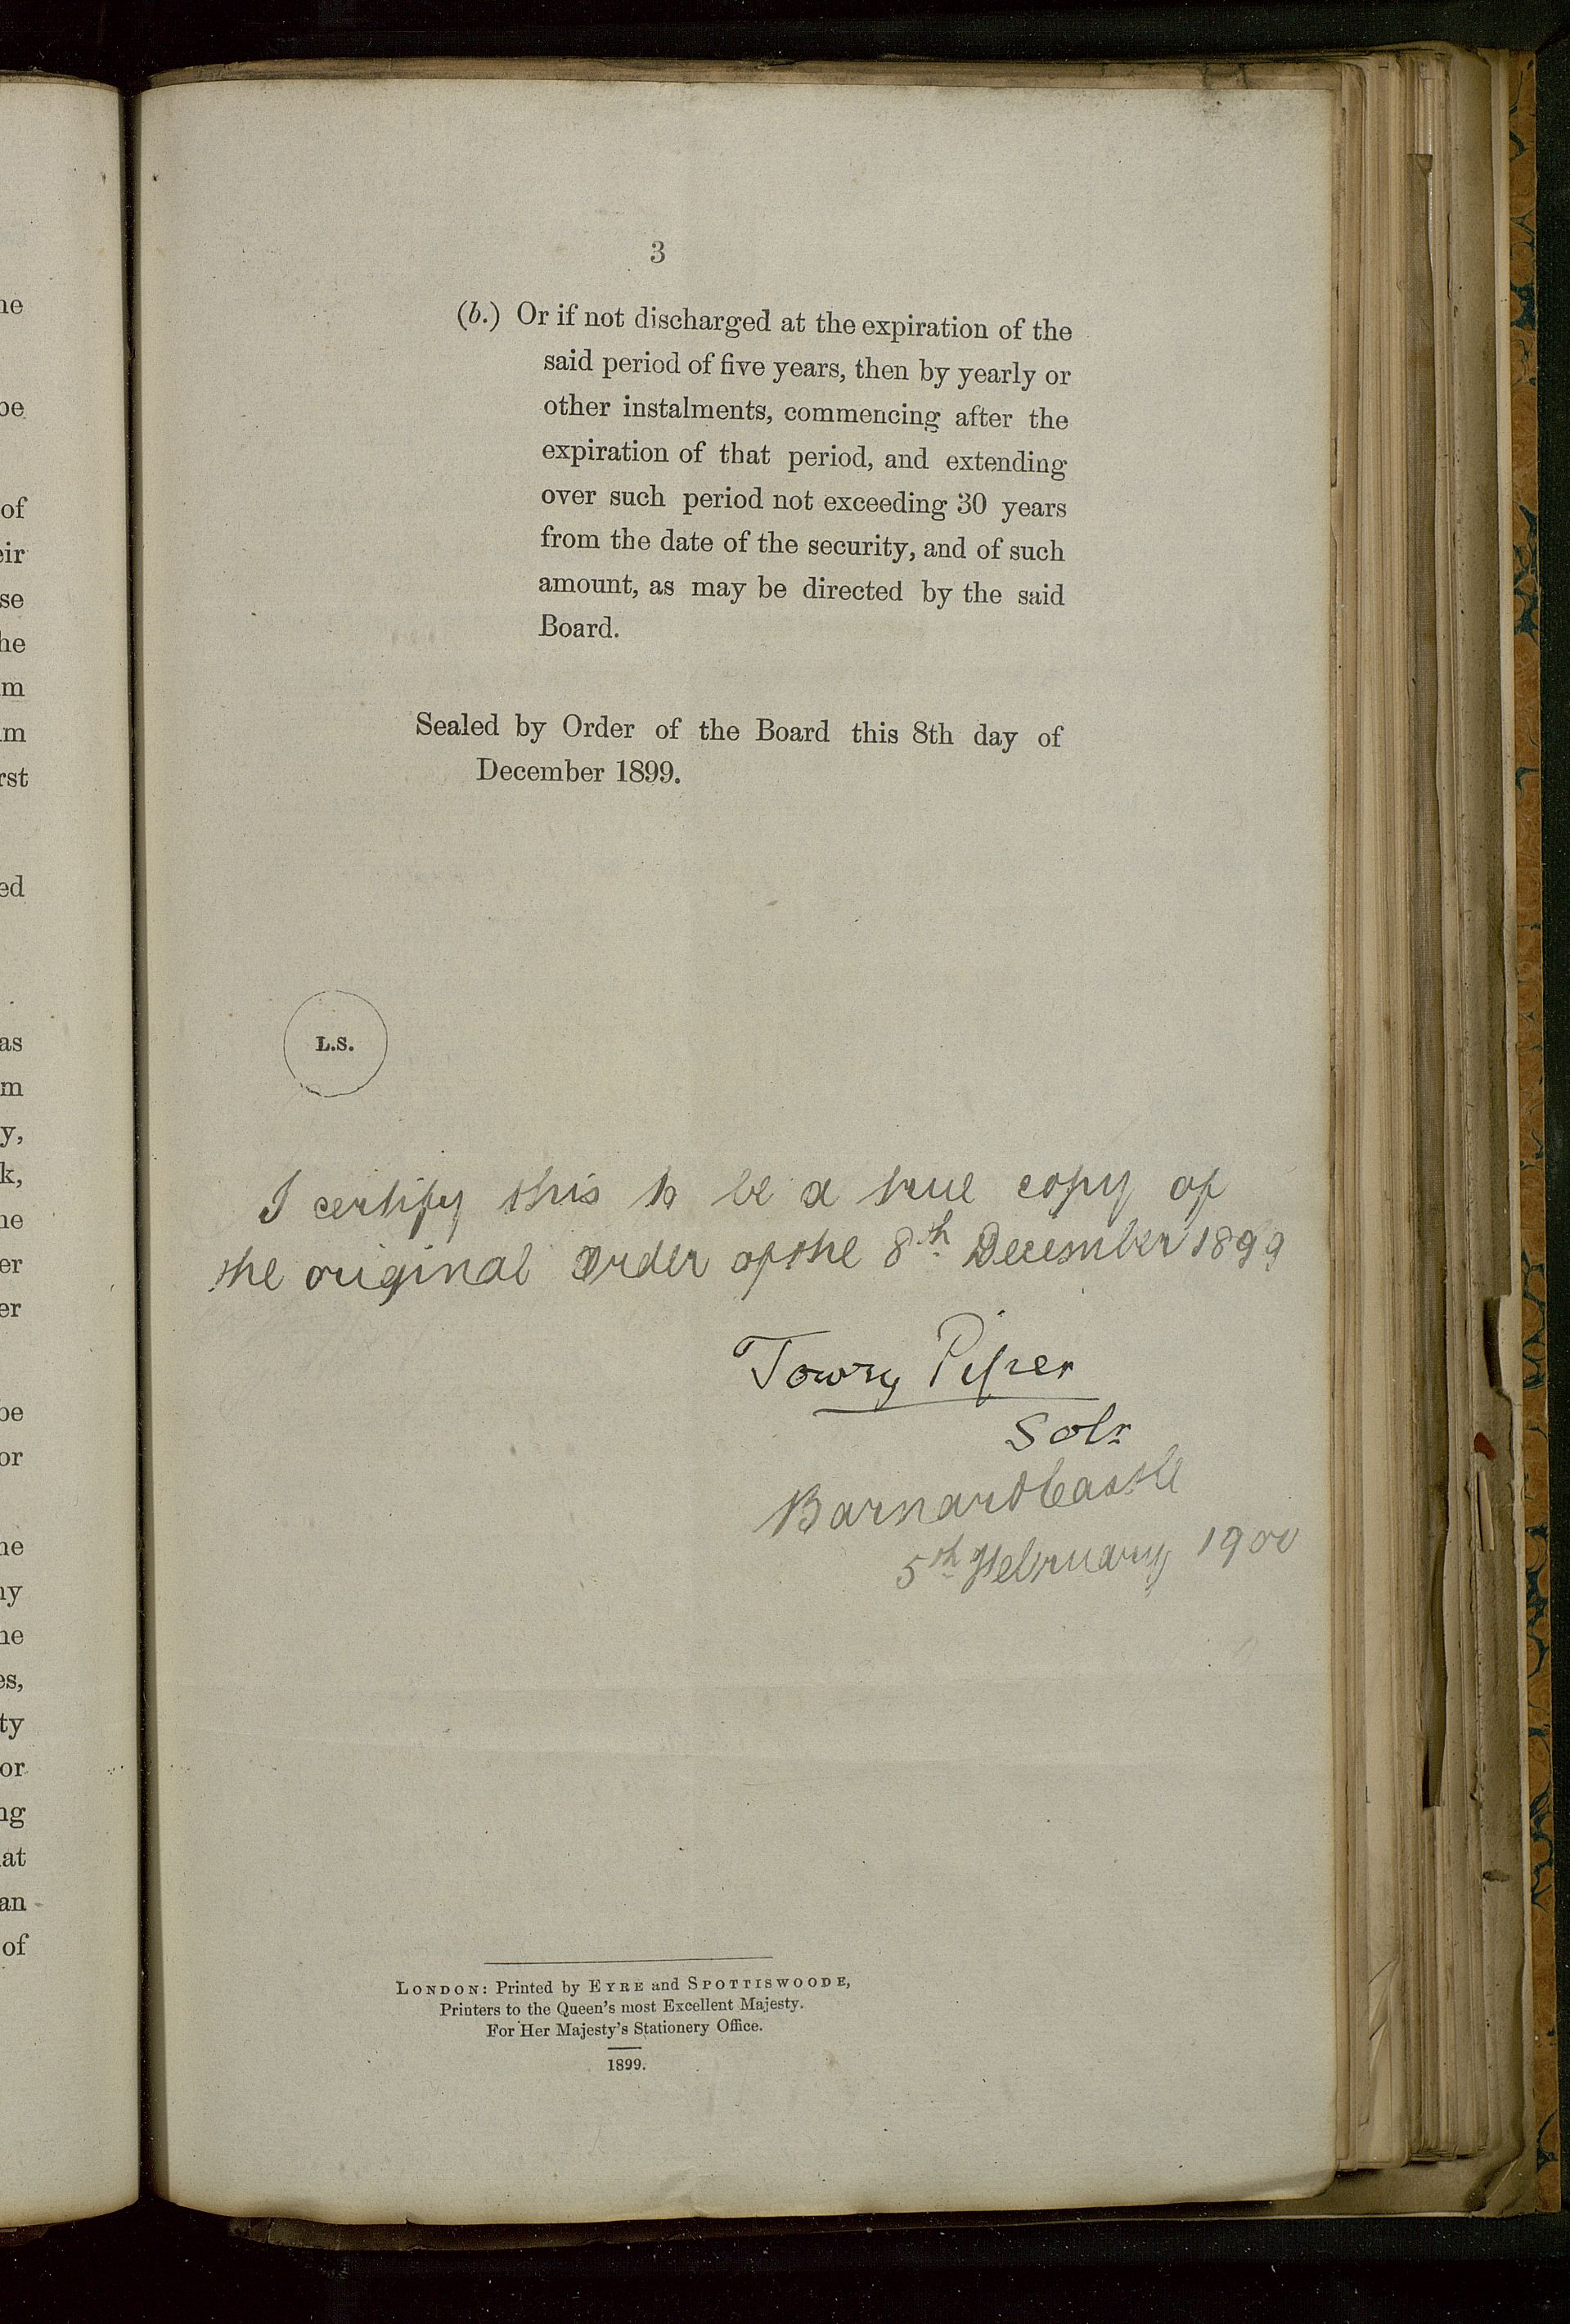 3
(b.) Or if not discharged at the expiration of the
said period of five years, then by yearly or
other instalments, commencing after the
expiration of that period, and extending
over such period not exceeding 30 years
from the date of the security, and of such
amount, as may be directed by the said
Board.
Sealed by Order of the Board this 8th day of
December 1899.
L.S.
I certify this to be a true copy of
the original Order of the 8th December 1899
Towry Piper
Solr
Barnard Castle
5th February 1900
LONDON: Printed by EYRE and SPOTTISWOODE,
Printers to the Queen's most Excellent Majesty.
For Her Majesty's Stationery Office.
1899.